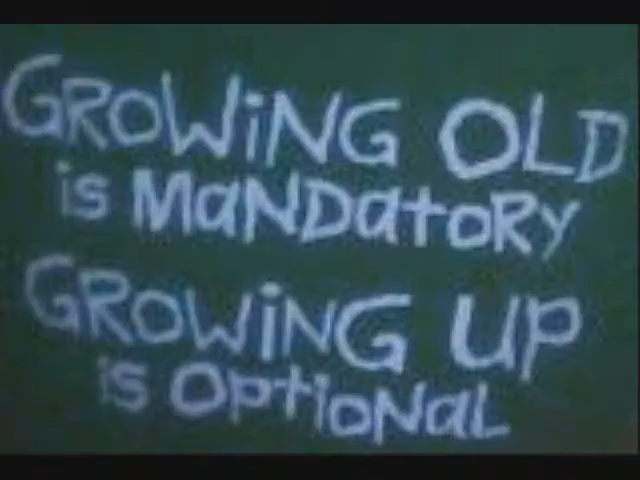 GROWiNG OLD
is MaNDatoRY
GROWiNG UP
is OptioNaL